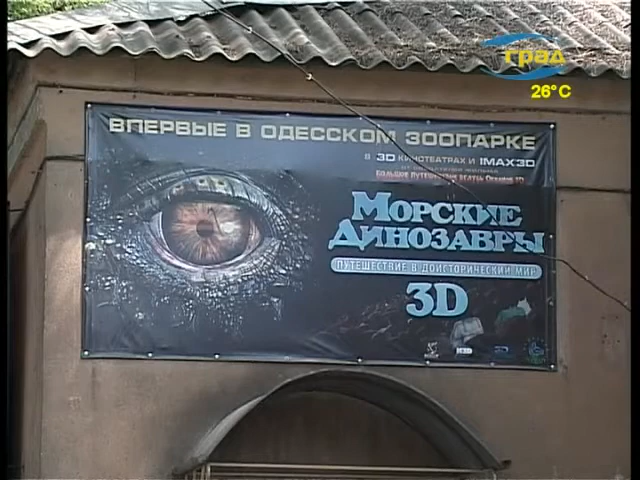 град
26°C
ВПЕРВЫЕ В ОДЕССКОМ ЗООПАРКЕ
В 3D КИНОТЕАТРАХ И IMAX3D
МОРСКИЕ
ДИНОЗАВРЫ
ПУТЕШЕСТВИЕ В ДОИСТОРИЧЕСКИЙ МИР
3D